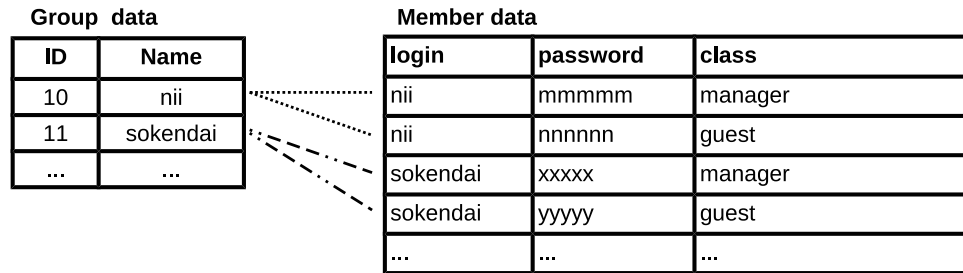 Group data
ID Name
10 nii
11 sokendai
... ...
Member data
login password class
nii mmmmm manager
nii nnnnnn guest
sokendai xxxxx manager
sokendai yyyyy guest
... ... ...